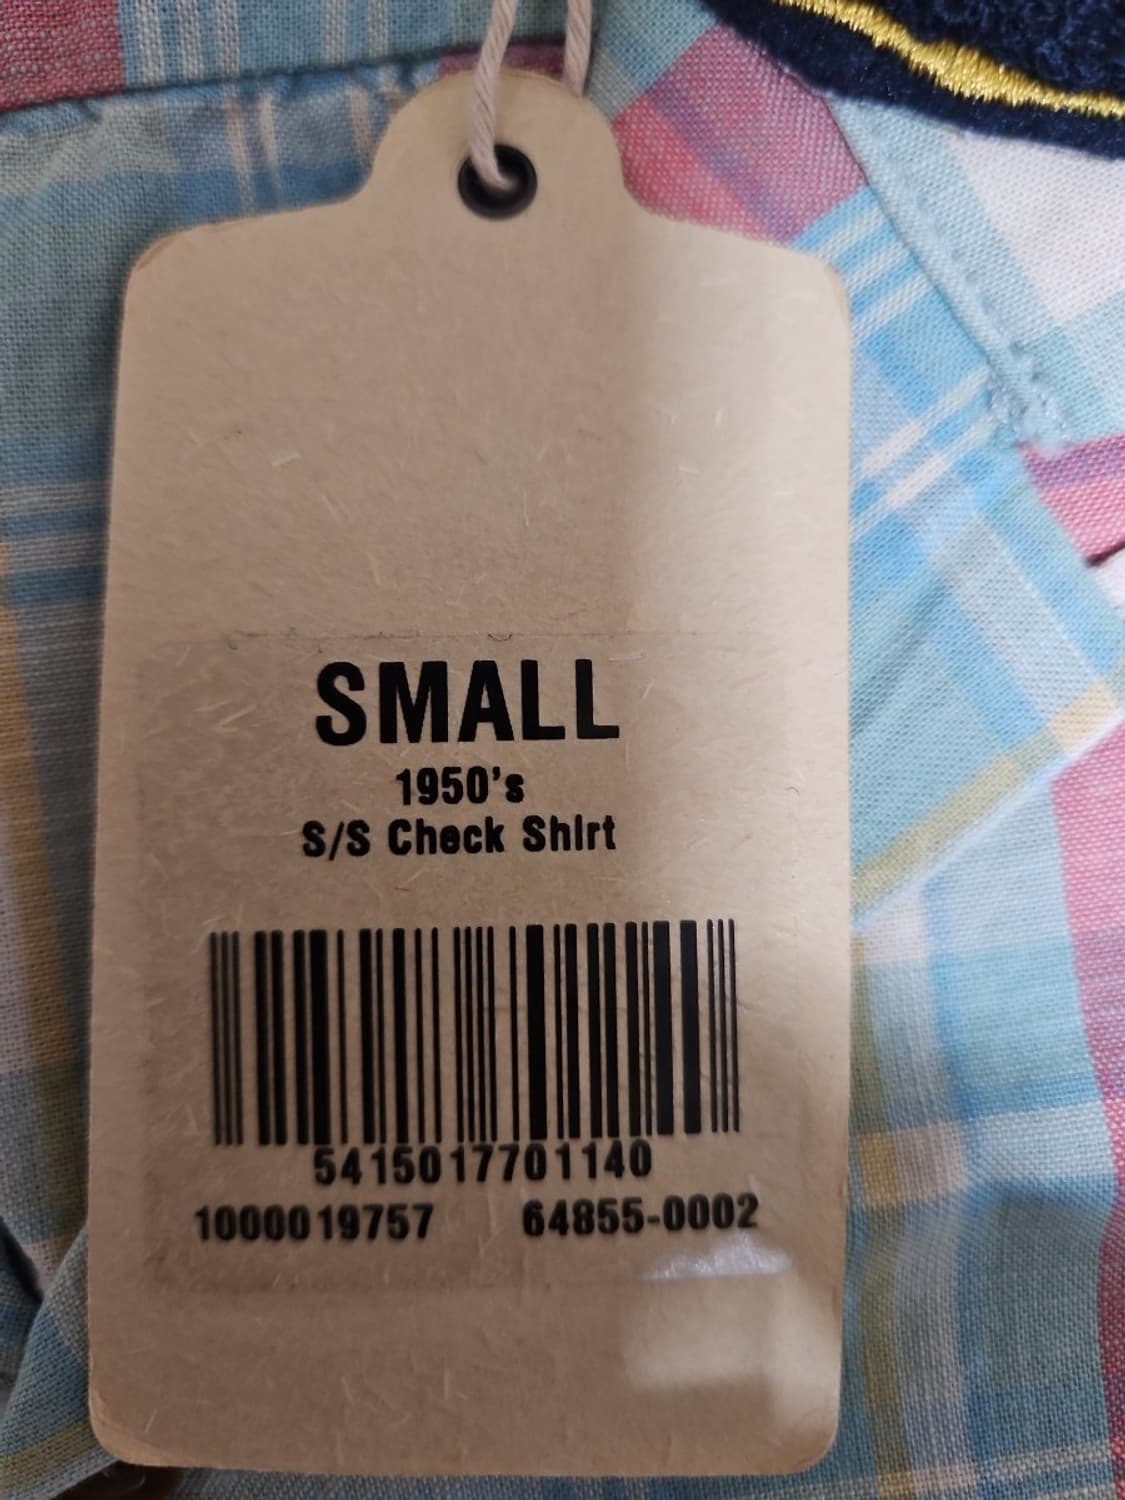 SMALL
1950's
S/S Check Shirt
5415017701140
1000019757 64855-0002